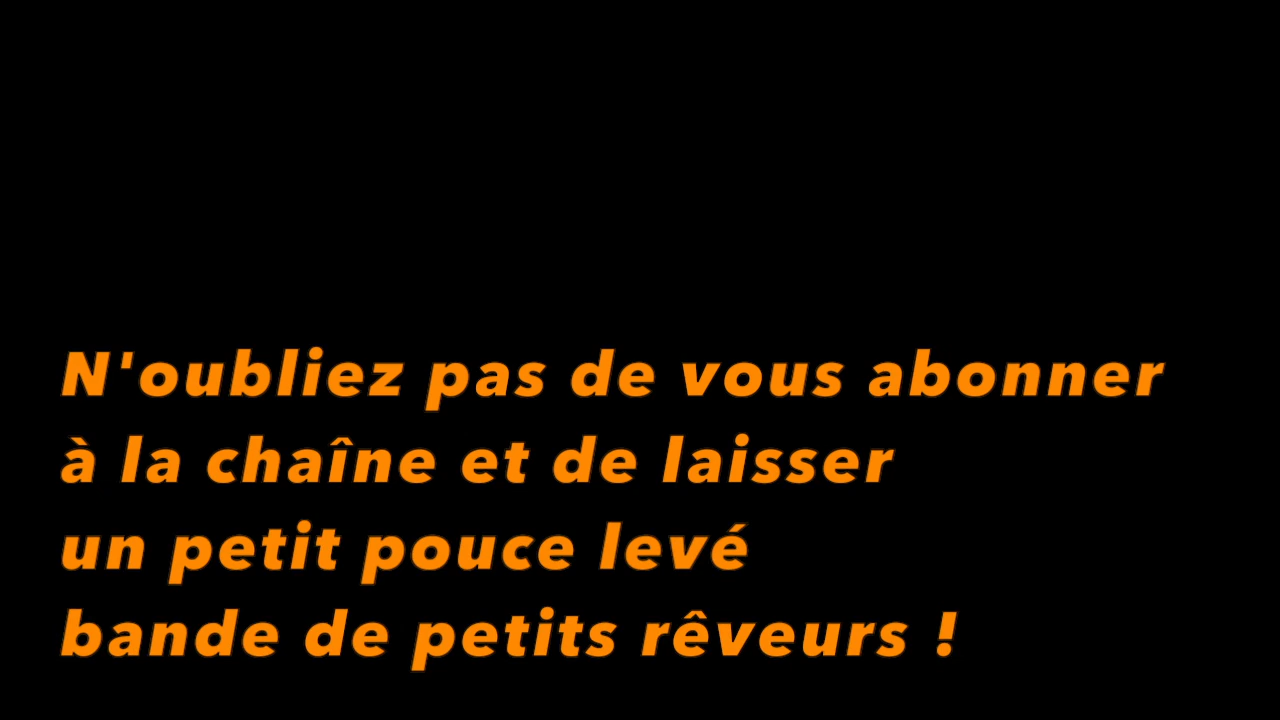 N'oubliez pas de vous abonner
à la chaîne et de laisser
un petit pouce levé
bande de petits rêveurs !